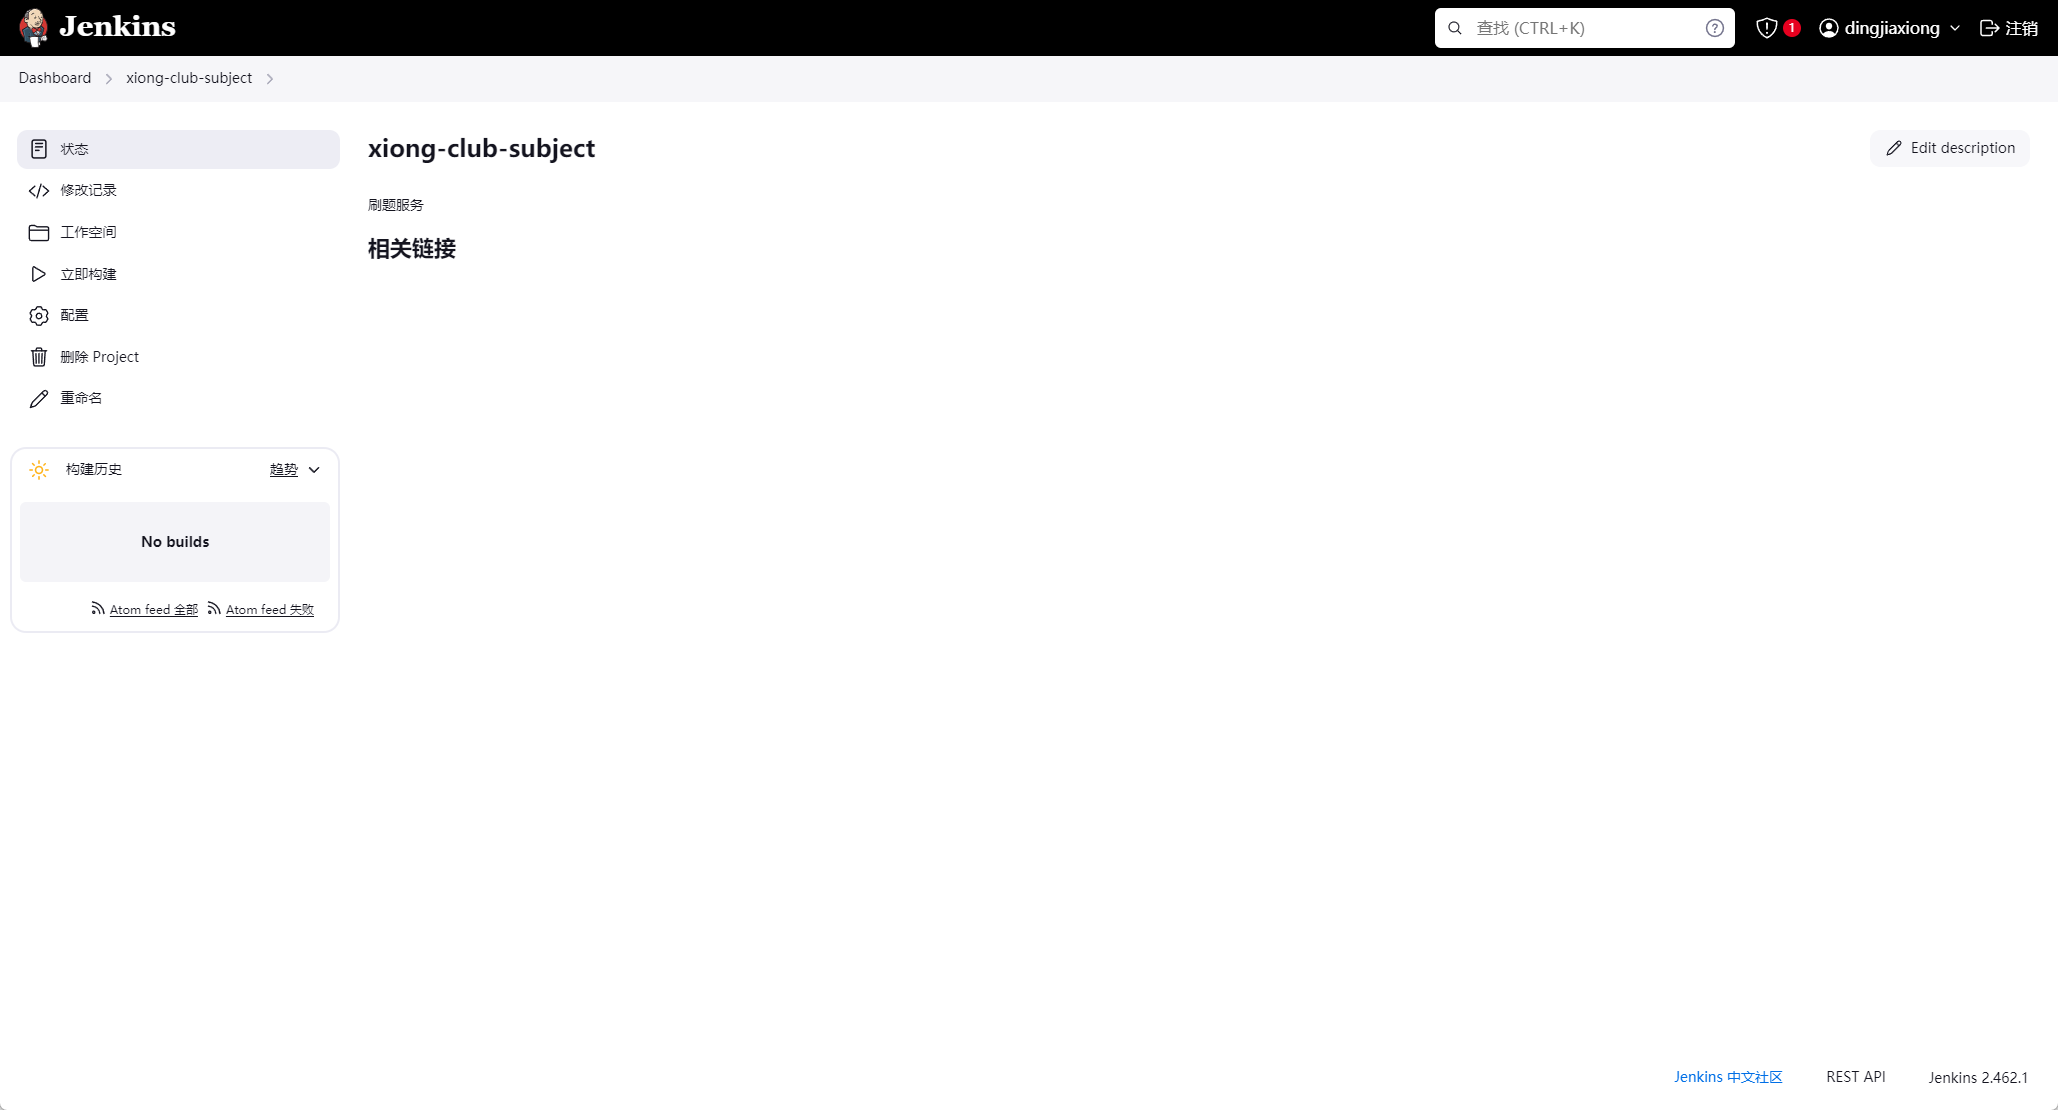 Jenkins
查找 (CTRL+K)
1
dingjiaxiong
注销
Dashboard
xiong-club-subject
状态
修改记录
工作空间
立即构建
配置
删除 Project
重命名
构建历史
趋势
No builds
Atom feed 全部
Atom feed 失败
xiong-club-subject
Edit description
刷题服务
相关链接
Jenkins 中文社区
REST API
Jenkins 2.462.1